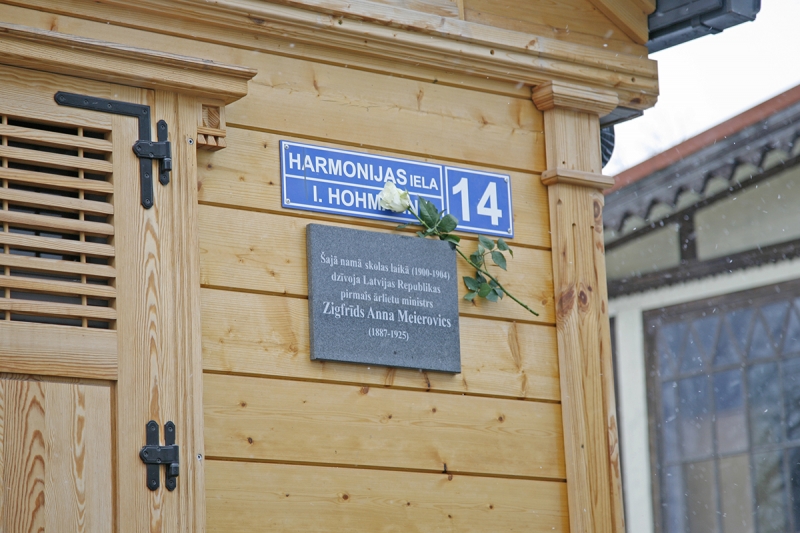 HARMONIJAS IELA
I. HOHM
14
Šajā namā skolas laikā (1900-1904)
dzīvoja Latvijas Republikas
pirmais ārlietu ministrs
Zigfrīds Anna Meierovics
(1887-1925)